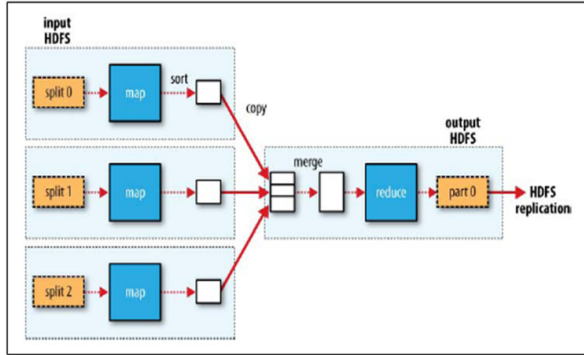 input
HDFS
split 0
map
sort
copy
split 1
map
merge
output
HDFS
reduce
part 0
HDFS
replication
split 2
map